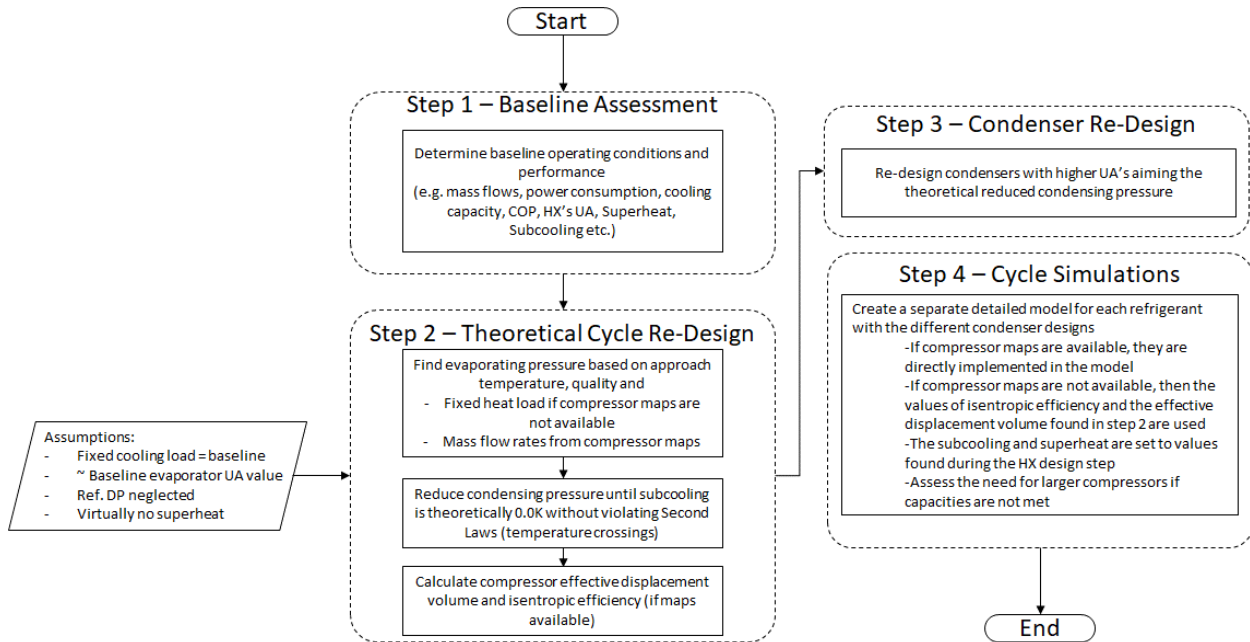 Start
Step 1 – Baseline Assessment
Determine baseline operating conditions and
performance
(e.g. mass flows, power consumption, cooling
capacity, COP, HX's UA, Superheat,
Subcooling etc.)
Step 2 – Theoretical Cycle Re-Design
Find evaporating pressure based on approach
temperature, quality and
- Fixed heat load if compressor maps are
not available
- Mass flow rates from compressor maps
Assumptions:
- Fixed cooling load = baseline
- ~ Baseline evaporator UA value
- Ref. DP neglected
- Virtually no superheat
Reduce condensing pressure until subcooling
is theoretically 0.0K without violating Second
Laws (temperature crossings)
Calculate compressor effective displacement
volume and isentropic efficiency (if maps
available)
Step 3 – Condenser Re-Design
Re-design condensers with higher UA's aiming the
theoretical reduced condensing pressure
Step 4 – Cycle Simulations
Create a separate detailed model for each refrigerant
with the different condenser designs
-If compressor maps are available, they are
directly implemented in the model
-If compressor maps are not available, then the
values of isentropic efficiency and the effective
displacement volume found in step 2 are used
-The subcooling and superheat are set to values
found during the HX design step
-Assess the need for larger compressors if
capacities are not met
End